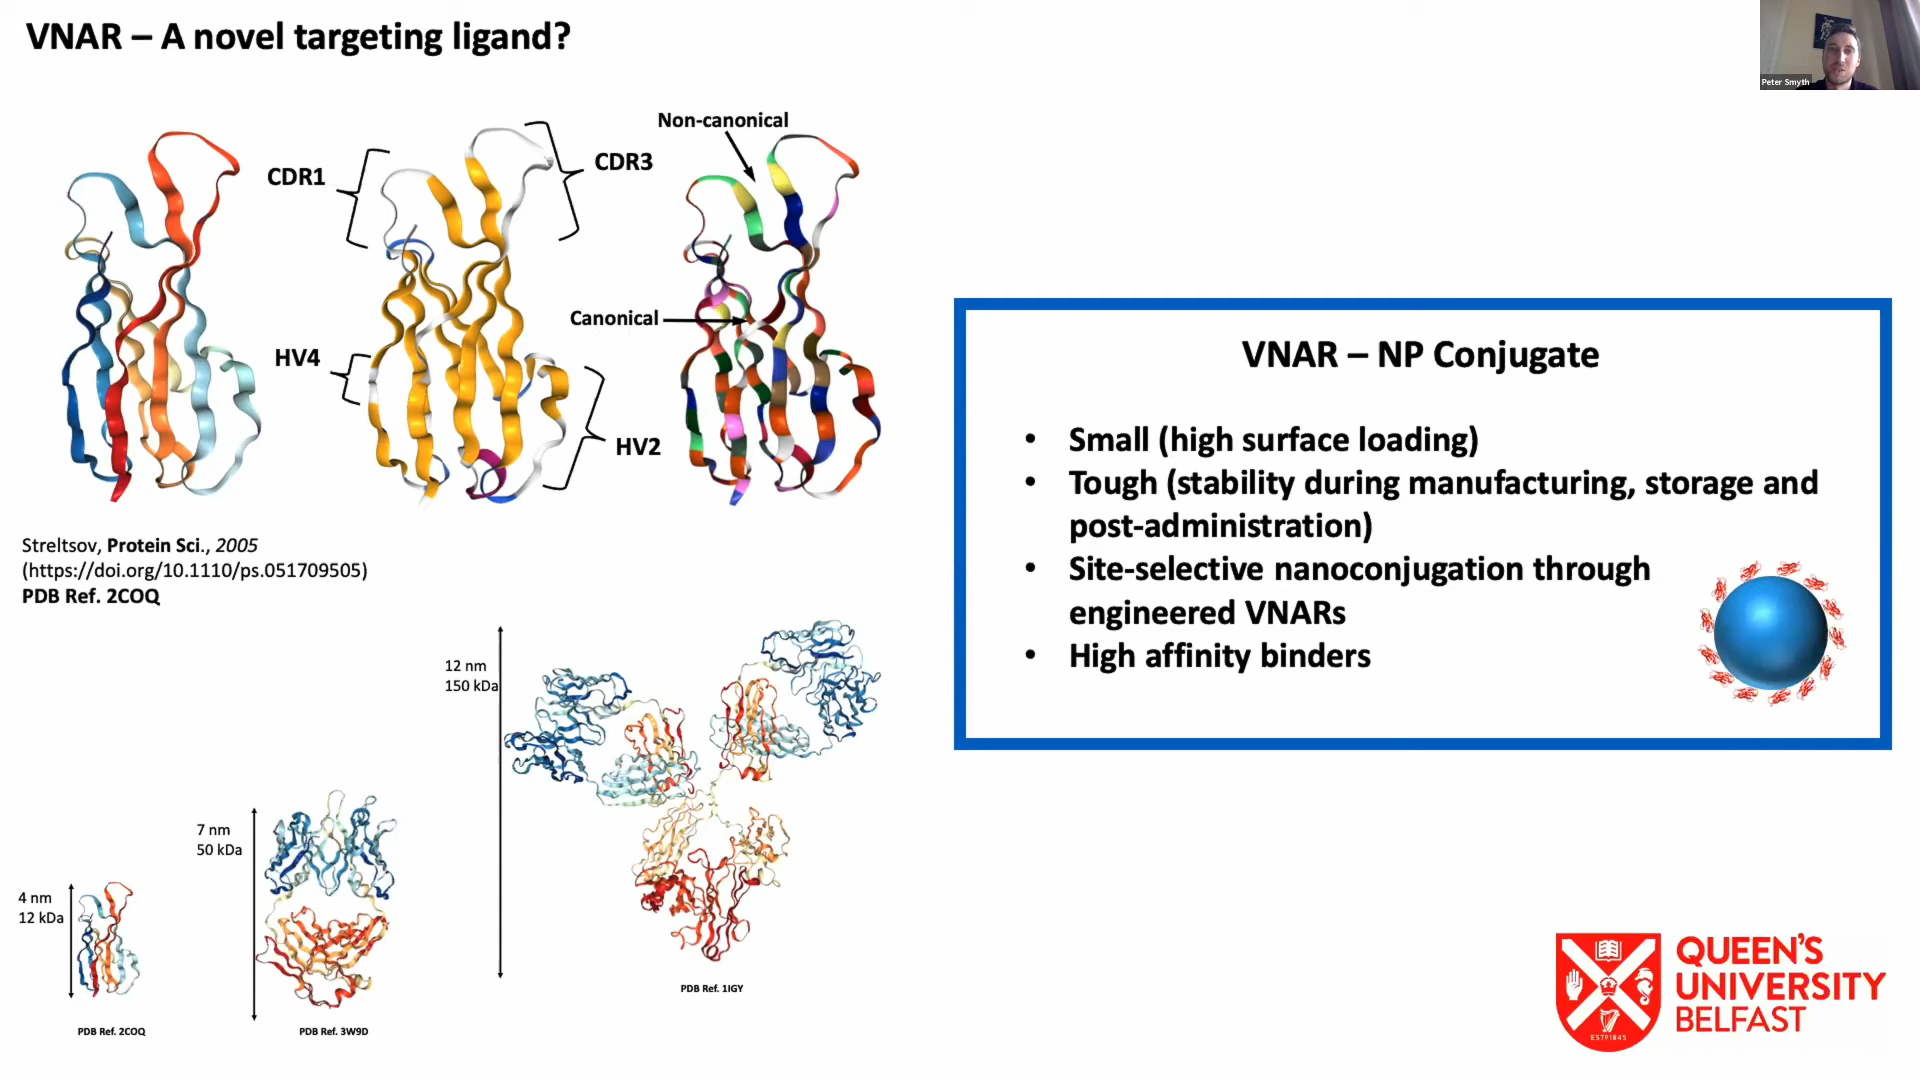 VNAR – A novel targeting ligand?
Peter Smyth
Non-canonical
CDR1
CDR3
Canonical
HV4
HV2
Streltsov, Protein Sci., 2005
(https://doi.org/10.1110/ps.051709505)
PDB Ref. 2COQ
4 nm
12 kDa
PDB Ref. 2COQ
7 nm
50 kDa
PDB Ref. 3W9D
12 nm
150 kDa
PDB Ref. 1IGY
VNAR – NP Conjugate
• Small (high surface loading)
• Tough (stability during manufacturing, storage and
post-administration)
• Site-selective nanoconjugation through
engineered VNARs
• High affinity binders
QUEEN'S
UNIVERSITY
BELFAST
ESTD1845